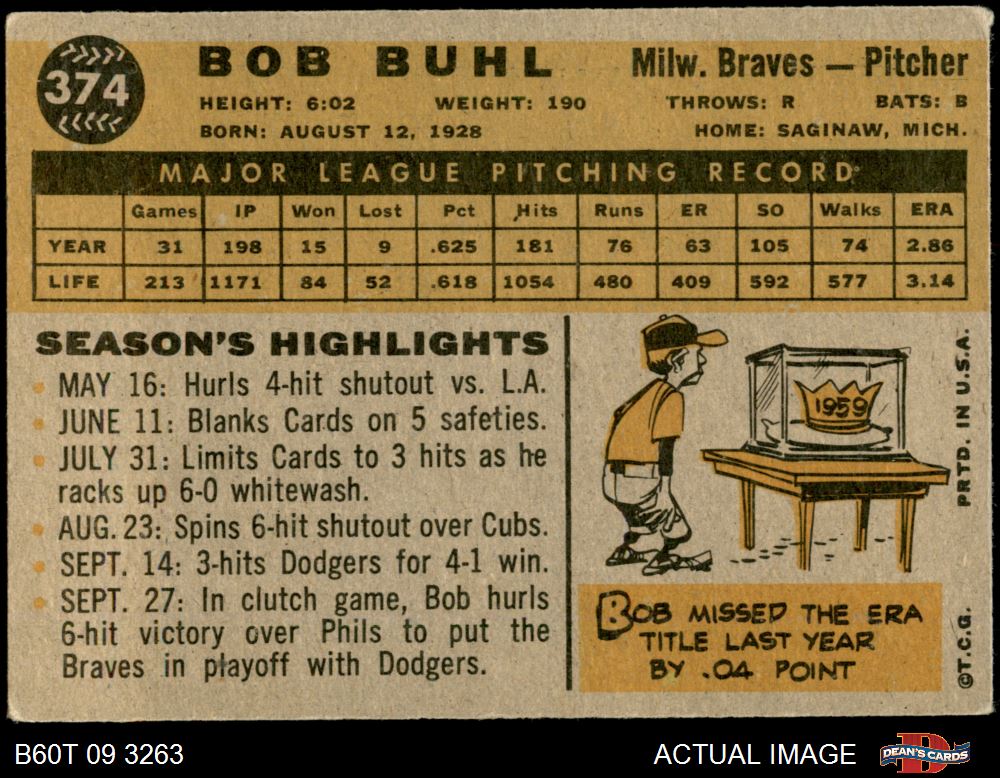 374
BOB BUHL
Milw. Braves — Pitcher
HEIGHT: 6:02 WEIGHT: 190 THROWS: R BATS: B
BORN: AUGUST 12, 1928 HOME: SAGINAW, MICH.
MAJOR LEAGUE PITCHING RECORD
Games IP Won Lost Pct Hits Runs ER SO Walks ERA
YEAR 31 198 15 9 .625 181 76 63 105 74 2.86
LIFE 213 1171 84 52 .618 1054 480 409 592 577 3.14
SEASON'S HIGHLIGHTS
MAY 16: Hurls 4-hit shutout vs. L.A.
JUNE 11: Blanks Cards on 5 safeties.
JULY 31: Limits Cards to 3 hits as he
racks up 6-0 whitewash.
AUG. 23: Spins 6-hit shutout over Cubs.
SEPT. 14: 3-hits Dodgers for 4-1 win.
SEPT. 27: In clutch game, Bob hurls
6-hit victory over Phils to put the
Braves in playoff with Dodgers.
1959
BOB MISSED THE ERA
TITLE LAST YEAR
BY .04 POINT
PRTD. IN U.S.A.
©T.C.G.
B60T 09 3263
ACTUAL IMAGE
D
DEAN'S CARDS